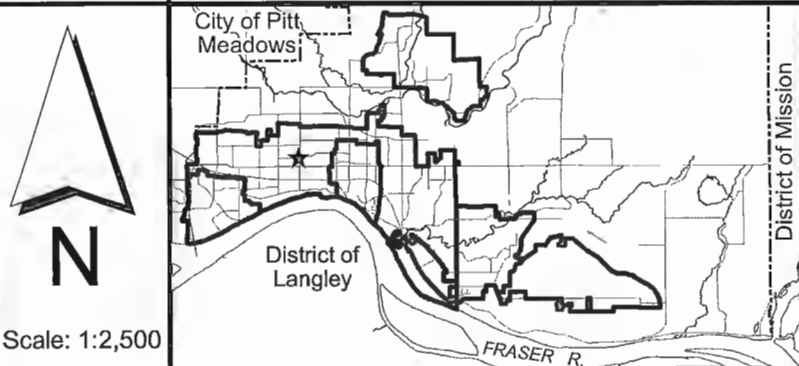 City of Pitt
Meadows
District of Mission
District of
Langley
N
Scale: 1:2,500
FRASER R.